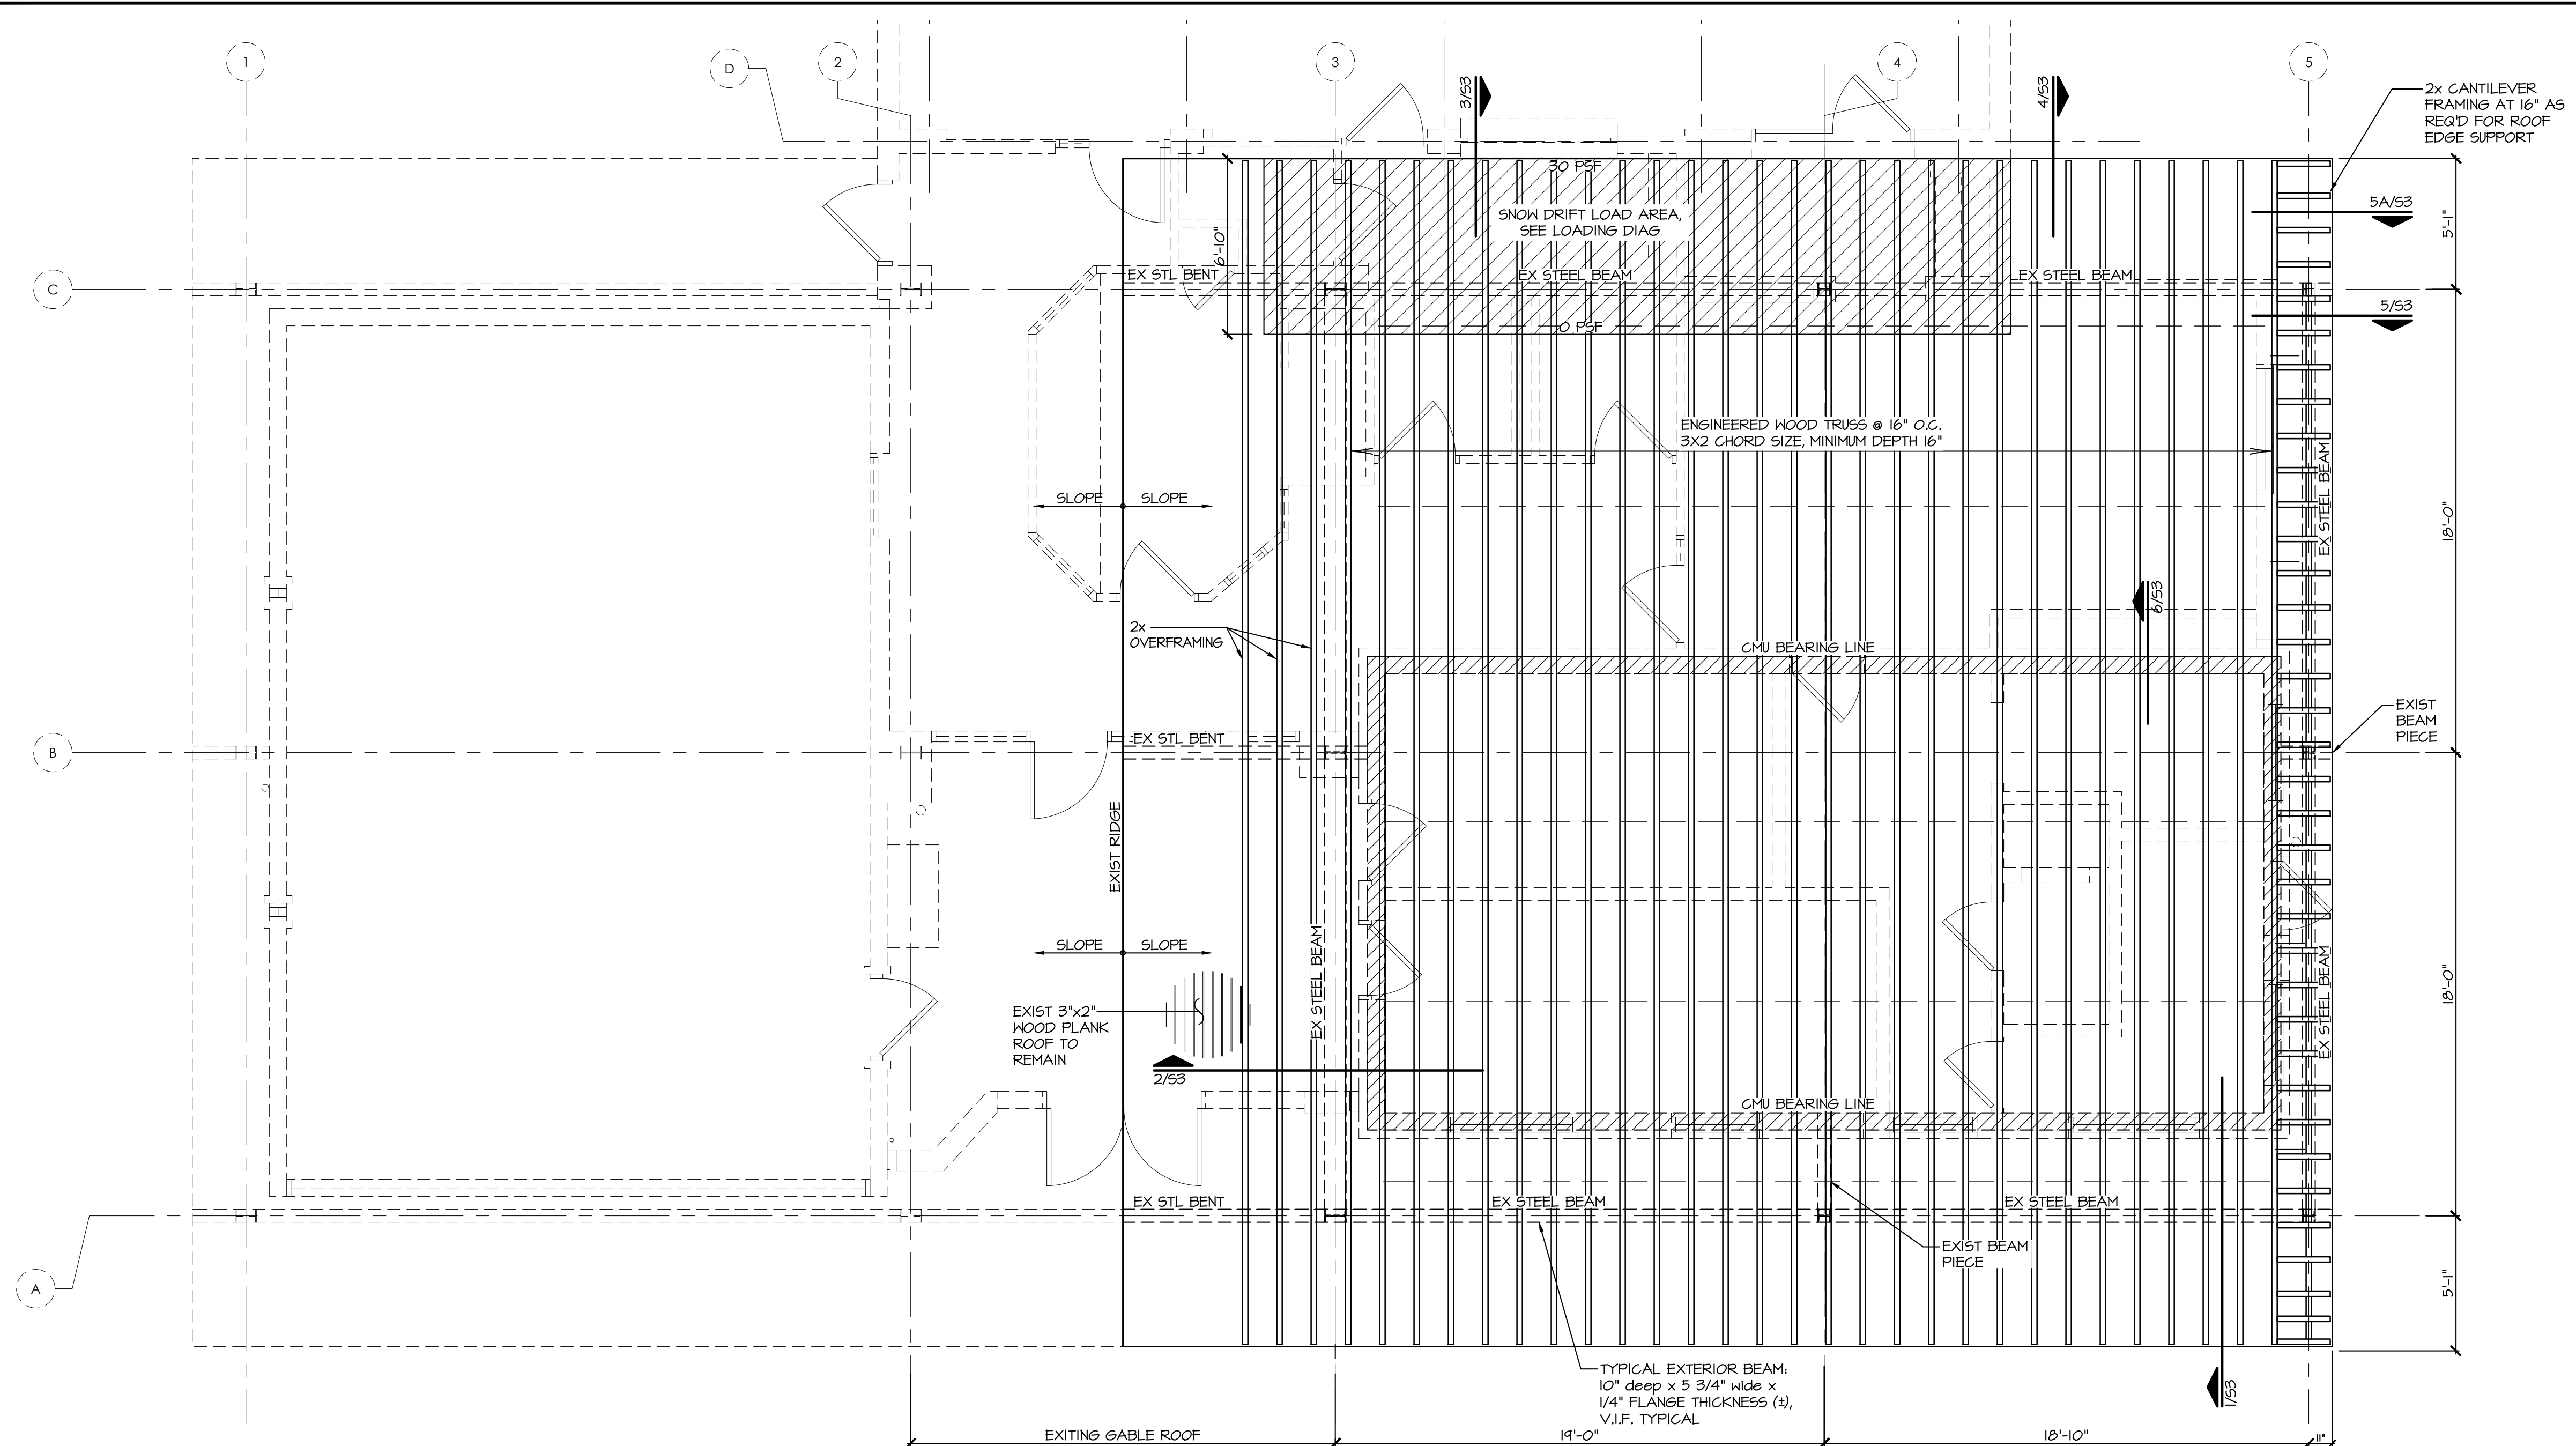 1
D
2
3
4
5
3/S3
4/S3
2x CANTILEVER
FRAMING AT 16" AS
REQ'D FOR ROOF
EDGE SUPPORT
30 PSF
SNOW DRIFT LOAD AREA,
SEE LOADING DIAG
5A/S3
5'-1"
6'-10"
C
EX STL BENT
EX STEEL BEAM
EX STEEL BEAM
5/S3
0 PSF
ENGINEERED WOOD TRUSS @ 16" O.C.
3X2 CHORD SIZE, MINIMUM DEPTH 16"
EX STEEL BEAM
18'-0"
SLOPE
SLOPE
6/S3
2x
OVERFRAMING
CMU BEARING LINE
EXIST
BEAM
PIECE
B
EX STL BENT
EXIST RIDGE
SLOPE
SLOPE
EX STEEL BEAM
EX STEEL BEAM
18'-0"
EXIST 3"x2"
WOOD PLANK
ROOF TO
REMAIN
2/S3
CMU BEARING LINE
EX STL BENT
EX STEEL BEAM
EX STEEL BEAM
EXIST BEAM
PIECE
A
5'-1"
TYPICAL EXTERIOR BEAM:
10" deep x 5 3/4" wide x
1/4" FLANGE THICKNESS (±),
V.I.F. TYPICAL
1/S3
EXITING GABLE ROOF
19'-0"
18'-10"
11"